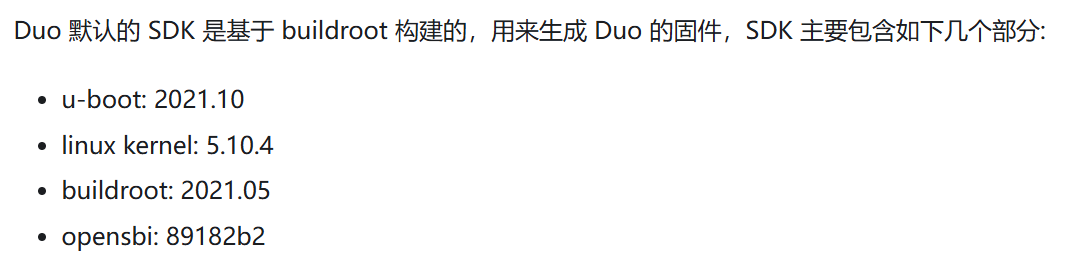 Duo 默认的 SDK 是基于 buildroot 构建的，用来生成 Duo 的固件，SDK 主要包含如下几个部分:
• u-boot: 2021.10
• linux kernel: 5.10.4
• buildroot: 2021.05
• opensbi: 89182b2